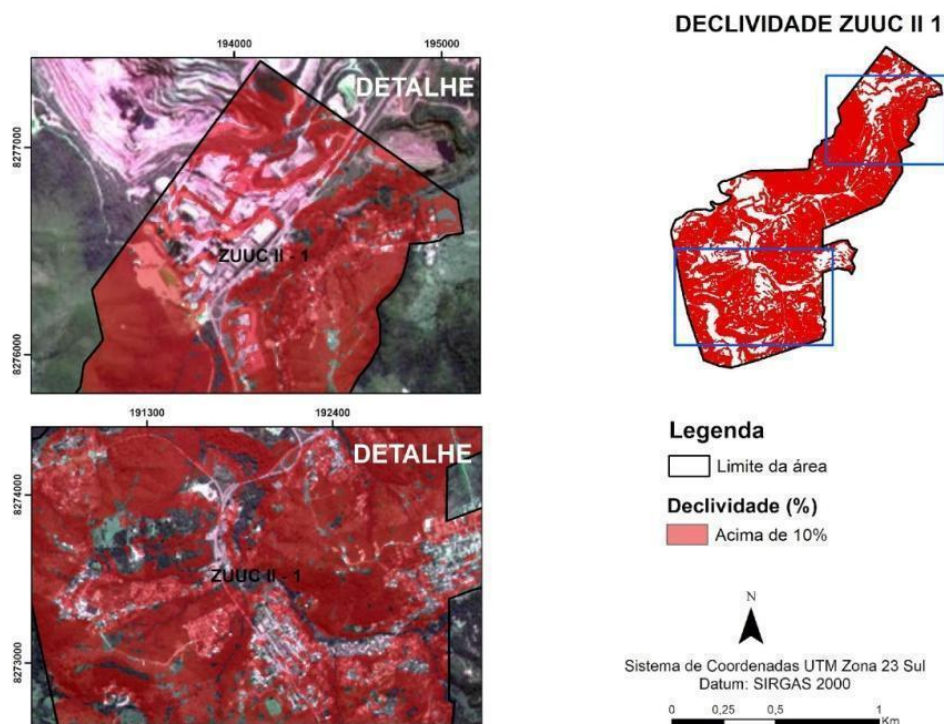 DECLIVIDADE ZUUC II 1
194000
195000
DETALHE
8277000
ZUUC II - 1
8276000
191300
192400
DETALHE
8274000
ZUUC II - 1
8273000
Legenda
Limite da área
Declividade (%)
Acima de 10%
N
Sistema de Coordenadas UTM Zona 23 Sul
Datum: SIRGAS 2000
0
0,25
0,5
1
Km